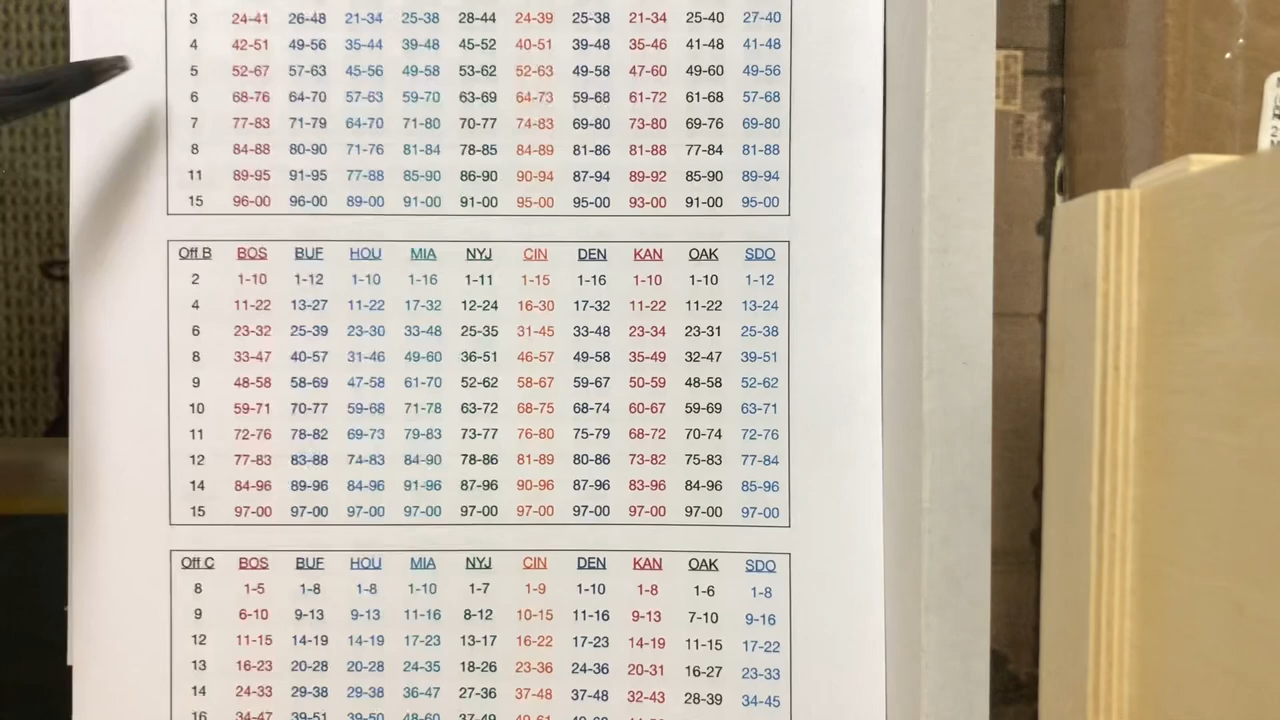 3 24-41 26-48 21-34 25-38 28-44 24-39 25-38 21-34 25-40 27-40
4 42-51 49-56 35-44 39-48 45-52 40-51 39-48 35-46 41-48 41-48
5 52-67 57-63 45-56 49-58 53-62 52-63 49-58 47-60 49-60 49-56
6 68-76 64-70 57-63 59-70 63-69 64-73 59-68 61-72 61-68 57-68
7 77-83 71-79 64-70 71-80 70-77 74-83 69-80 73-80 69-76 69-80
8 84-88 80-90 71-76 81-84 78-85 84-89 81-86 81-88 77-84 81-88
11 89-95 91-95 77-88 85-90 86-90 90-94 87-94 89-92 85-90 89-94
15 96-00 96-00 89-00 91-00 91-00 95-00 95-00 93-00 91-00 95-00
Off B BOS BUF HOU MIA NYJ CIN DEN KAN OAK SDO
2 1-10 1-12 1-10 1-16 1-11 1-15 1-16 1-10 1-10 1-12
4 11-22 13-27 11-22 17-32 12-24 16-30 17-32 11-22 11-22 13-24
6 23-32 25-39 23-30 33-48 25-35 31-45 33-48 23-34 23-31 25-38
8 33-47 40-57 31-46 49-60 36-51 46-57 49-58 35-49 32-47 39-51
9 48-58 58-69 47-58 61-70 52-62 58-67 59-67 50-59 48-58 52-62
10 59-71 70-77 59-68 71-78 63-72 68-75 68-74 60-67 59-69 63-71
11 72-76 78-82 69-73 79-83 73-77 76-80 75-79 68-72 70-74 72-76
12 77-83 83-88 74-83 84-90 78-86 81-89 80-86 73-82 75-83 77-84
14 84-96 89-96 84-96 91-96 87-96 90-96 87-96 83-96 84-96 85-96
15 97-00 97-00 97-00 97-00 97-00 97-00 97-00 97-00 97-00 97-00
Off C BOS BUF HOU MIA NYJ CIN DEN KAN OAK SDO
8 1-5 1-8 1-8 1-10 1-7 1-9 1-10 1-8 1-6 1-8
9 6-10 9-13 9-13 11-16 8-12 10-15 11-16 9-13 7-10 9-16
12 11-15 14-19 14-19 17-23 13-17 16-22 17-23 14-19 11-15 17-22
13 16-23 20-28 20-28 24-35 18-26 23-36 24-36 20-31 16-27 23-33
14 24-33 29-38 29-38 36-47 27-36 37-48 37-48 32-43 28-39 34-45
16 34-47 39-51 39-50 48-60 37-49